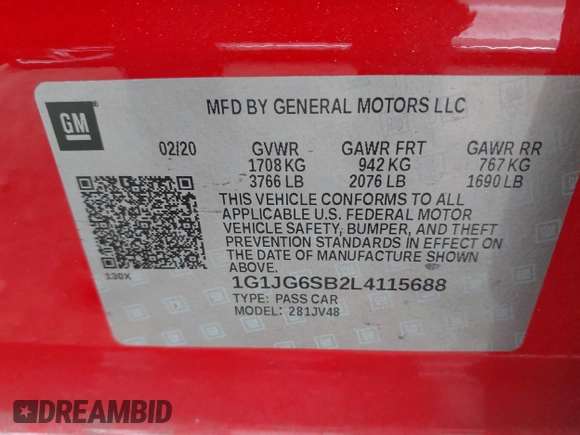 GM
MFD BY GENERAL MOTORS LLC
02/20 GVWR GAWR FRT GAWR RR
1708 KG 942 KG 767 KG
3766 LB 2076 LB 1690 LB
THIS VEHICLE CONFORMS TO ALL
APPLICABLE U.S. FEDERAL MOTOR
VEHICLE SAFETY, BUMPER, AND THEFT
PREVENTION STANDARDS IN EFFECT ON
THE DATE OF MANUFACTURE SHOWN
ABOVE.
130X
1G1JG6SB2L4115688
TYPE: PASS CAR
MODEL: 281JV48
DREAMBID